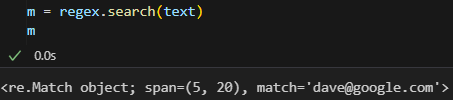 m = regex.search(text)
m
✓ 0.0s
<re.Match object; span=(5, 20), match='dave@google.com'>